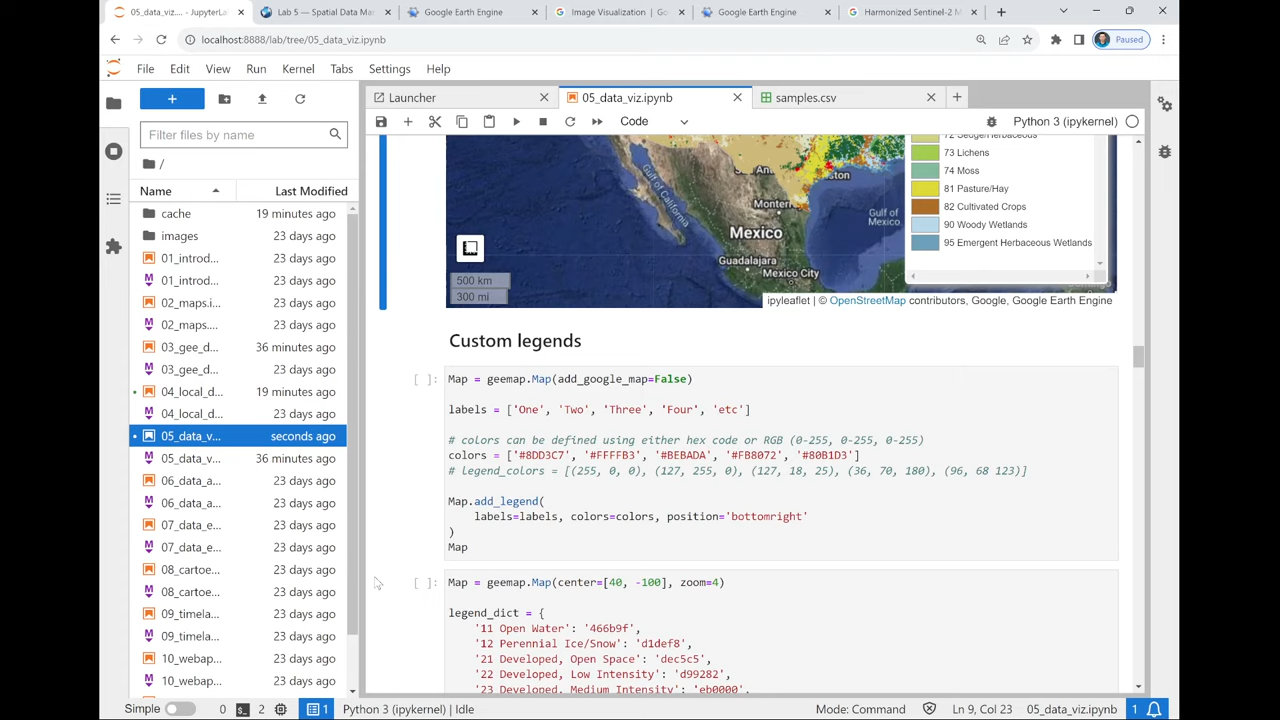 05_data_viz.... - JupyterLab
Lab 5 — Spatial Data Ma
Google Earth Engine
Image Visualization | Go
Google Earth Engine
Harmonized Sentinel-2 M
localhost:8888/lab/tree/05_data_viz.ipynb
Paused
File Edit View Run Kernel Tabs Settings Help
Launcher
05_data_viz.ipynb
samples.csv
Code
Python 3 (ipykernel)
Filter files by name
/
Name Last Modified
cache 19 minutes ago
images 23 days ago
01_introd... 23 days ago
01_introd... 23 days ago
02_maps.i... 23 days ago
02_maps.... 23 days ago
03_gee_d... 36 minutes ago
03_gee_d... 23 days ago
04_local_d... 19 minutes ago
04_local_d... 23 days ago
05_data_v... seconds ago
05_data_v... 36 minutes ago
06_data_a... 23 days ago
06_data_a... 23 days ago
07_data_e... 23 days ago
07_data_e... 23 days ago
08_cartoe... 23 days ago
08_cartoe... 23 days ago
09_timela... 23 days ago
09_timela... 23 days ago
10_webap... 23 days ago
10_webap... 23 days ago
72 Sedge/Herbaceous
73 Lichens
74 Moss
81 Pasture/Hay
82 Cultivated Crops
90 Woody Wetlands
95 Emergent Herbaceous Wetlands
San Ant
ston
Gulf of California
Monterr
Gulf of
Mexico
Mexico
Guadalajara
Mexico City
500 km
300 mi
ipyleaflet | © OpenStreetMap contributors, Google, Google Earth Engine
Custom legends
[ ]:
Map = geemap.Map(add_google_map=False)
labels = ['One', 'Two', 'Three', 'Four', 'etc']
# colors can be defined using either hex code or RGB (0-255, 0-255, 0-255)
colors = ['#8DD3C7', '#FFFFB3', '#BEBADA', '#FB8072', '#80B1D3']
# legend_colors = [(255, 0, 0), (127, 255, 0), (127, 18, 25), (36, 70, 180), (96, 68 123)]
Map.add_legend(
labels=labels, colors=colors, position='bottomright'
)
Map
[ ]:
Map = geemap.Map(center=[40, -100], zoom=4)
legend_dict = {
'11 Open Water': '466b9f',
'12 Perennial Ice/Snow': 'd1def8',
'21 Developed, Open Space': 'dec5c5',
'22 Developed, Low Intensity': 'd99282',
'23 Developed, Medium Intensity': 'eb0000',
Simple 0 2 1 Python 3 (ipykernel) | Idle Mode: Command Ln 9, Col 23 05_data_viz.ipynb 1